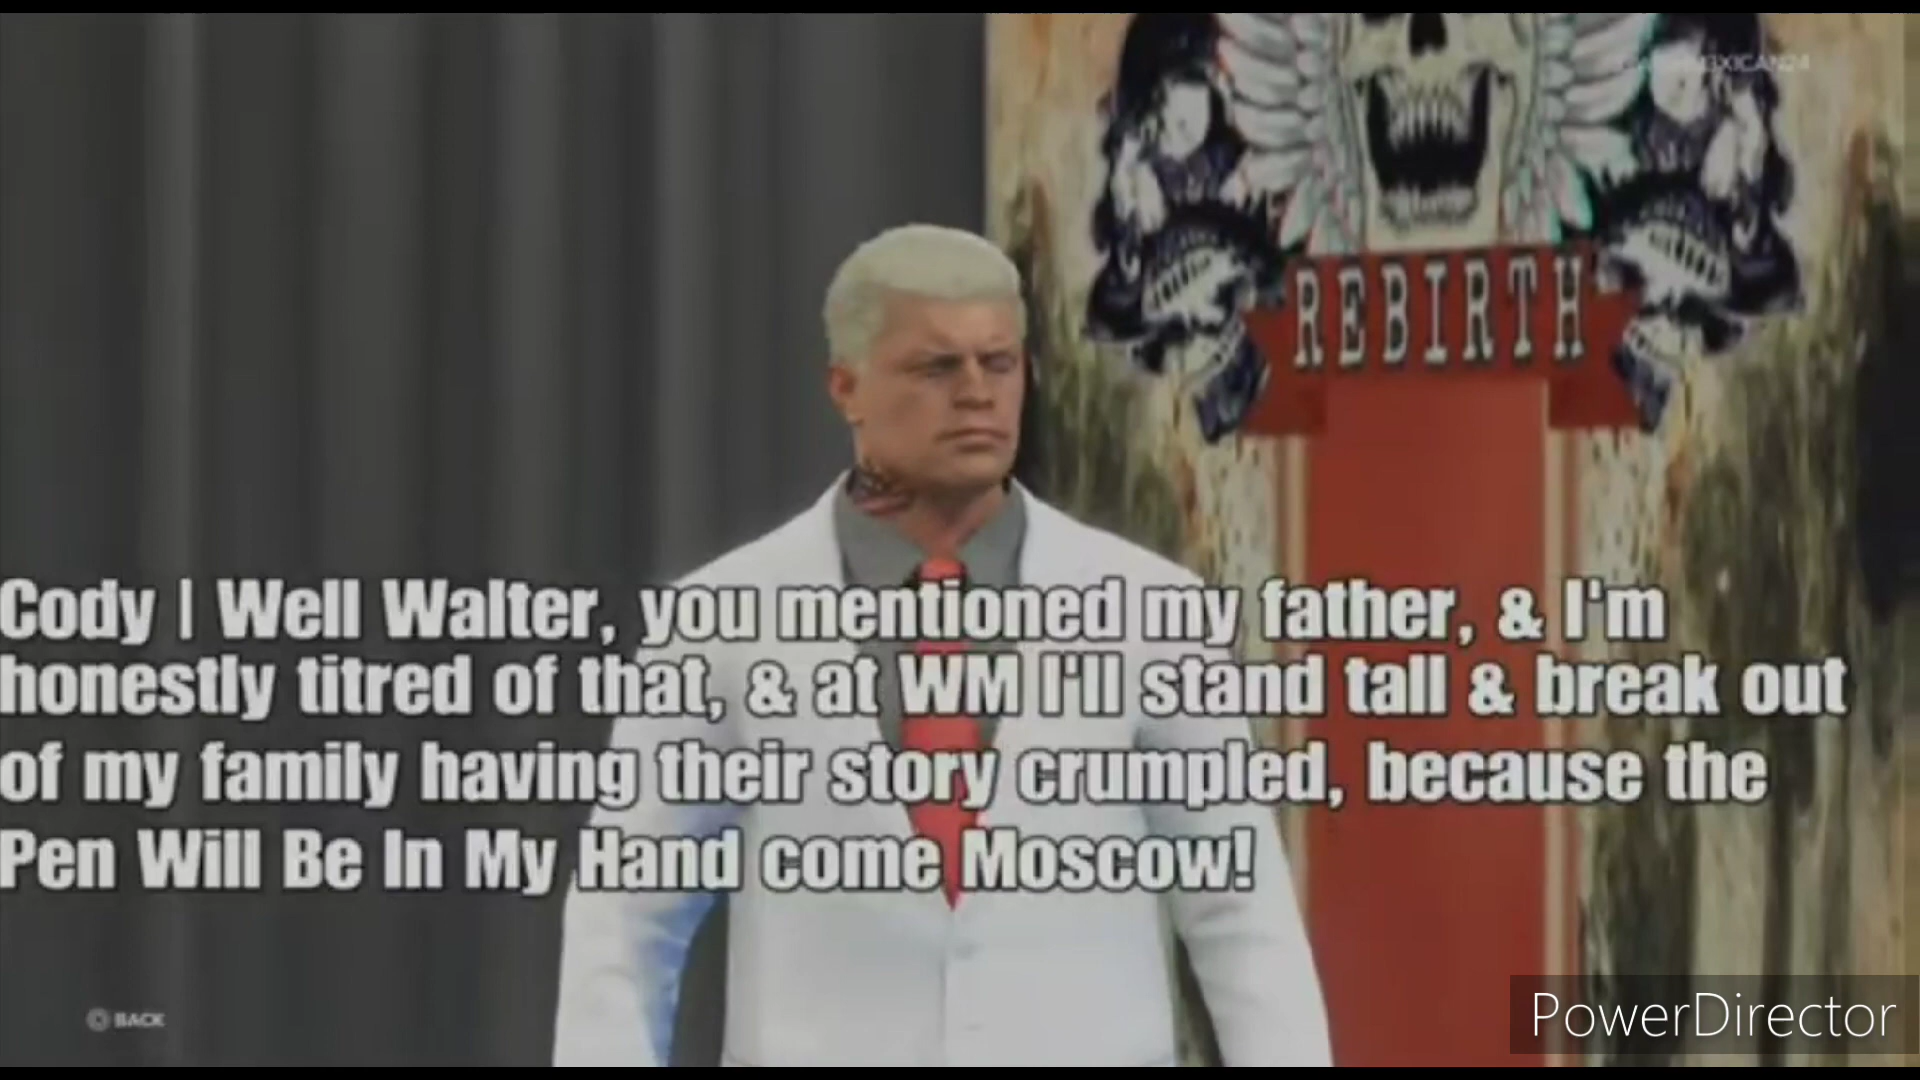 REBIRTH
Cody | Well Walter, you mentioned my father, & I'm
honestly titred of that, & at WM I'll stand tall & break out
of my family having their story crumpled, because the
Pen Will Be In My Hand come Moscow!
BACK
PowerDirector